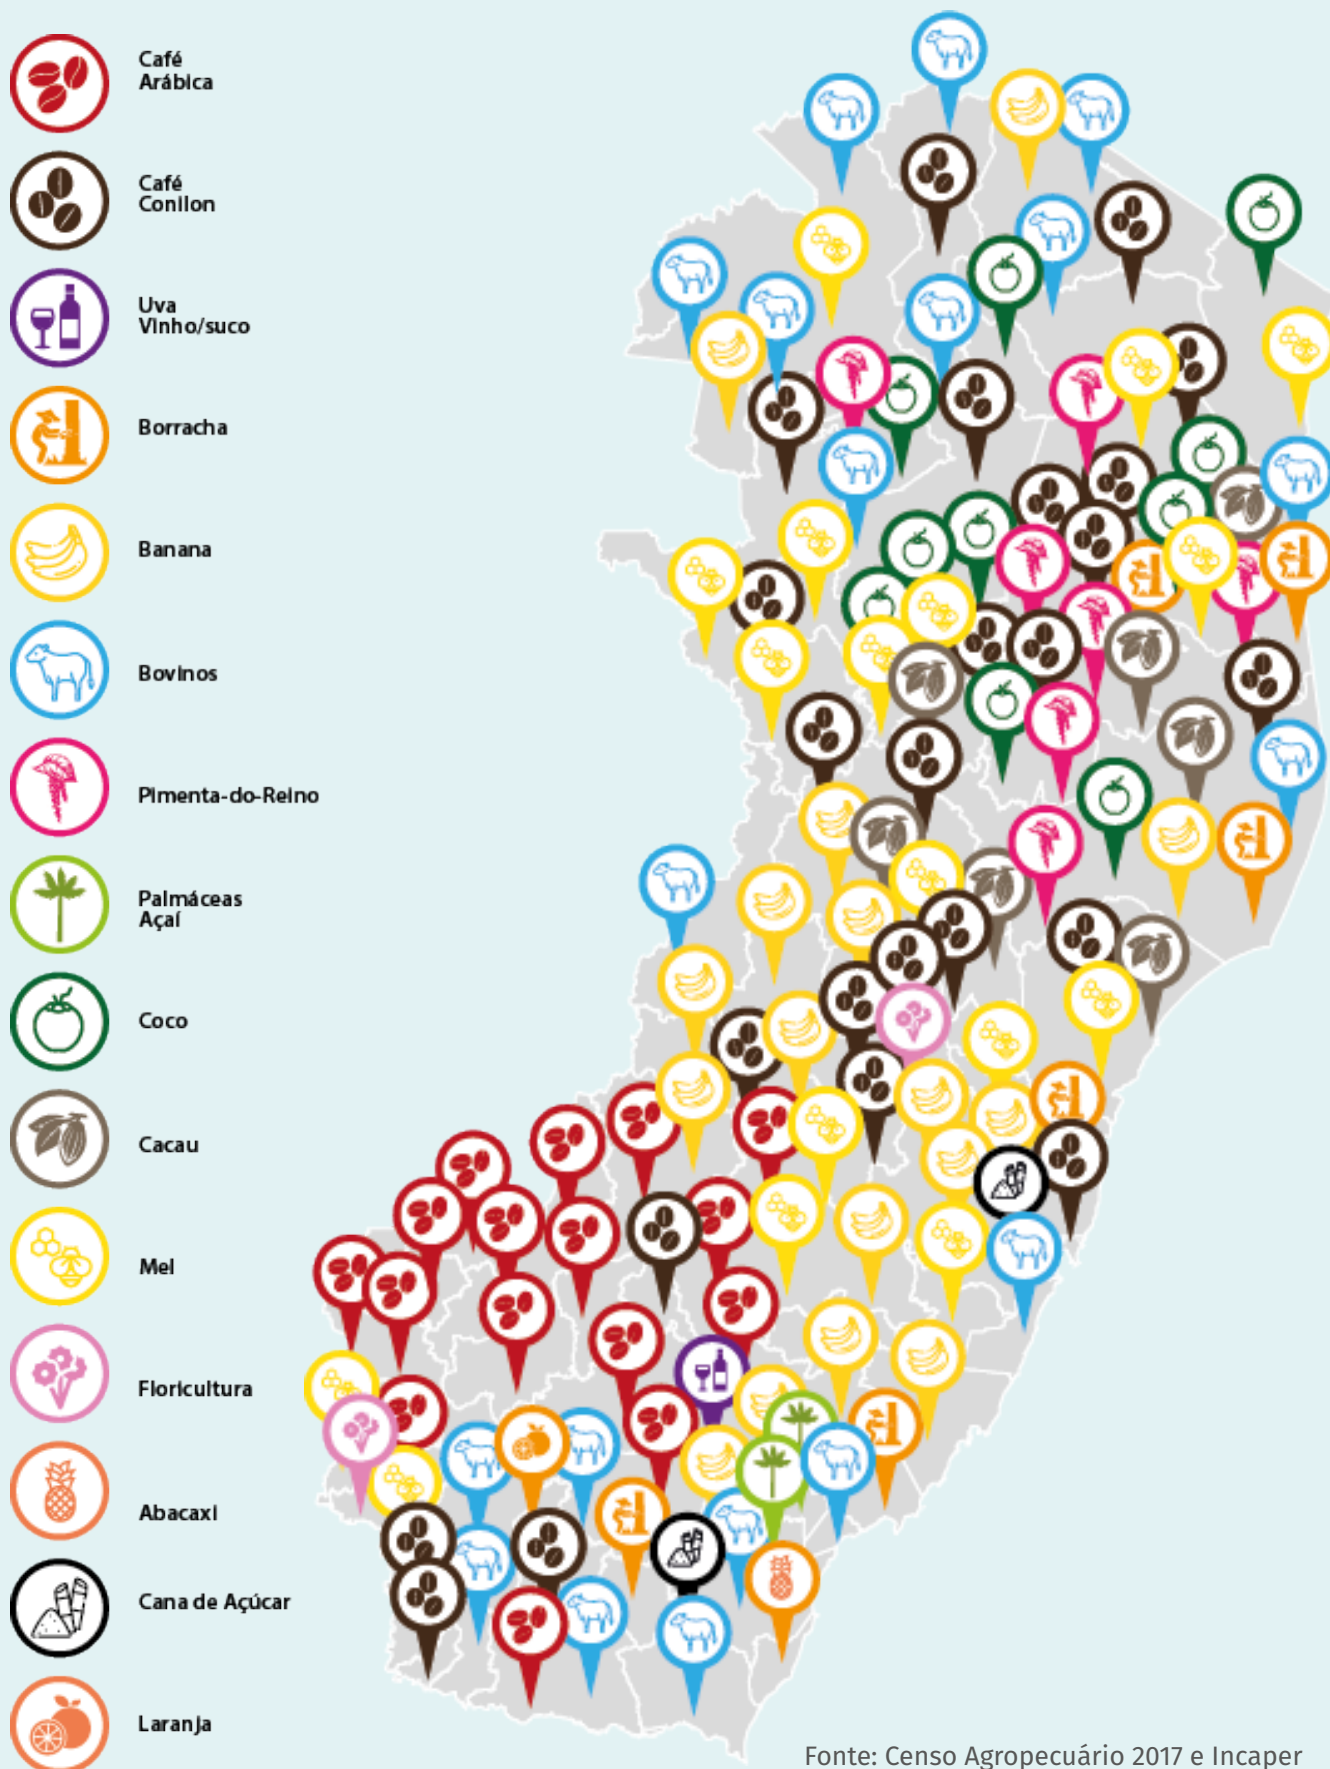 Café
Arábica
Café
Conilon
Uva
Vinho/suco
Borracha
Banana
Bovinos
Pimenta-do-Reino
Palmáceas
Açaí
Coco
Cacau
Mel
Floricultura
Abacaxi
Cana de Açúcar
Laranja
Fonte: Censo Agropecuário 2017 e Incaper